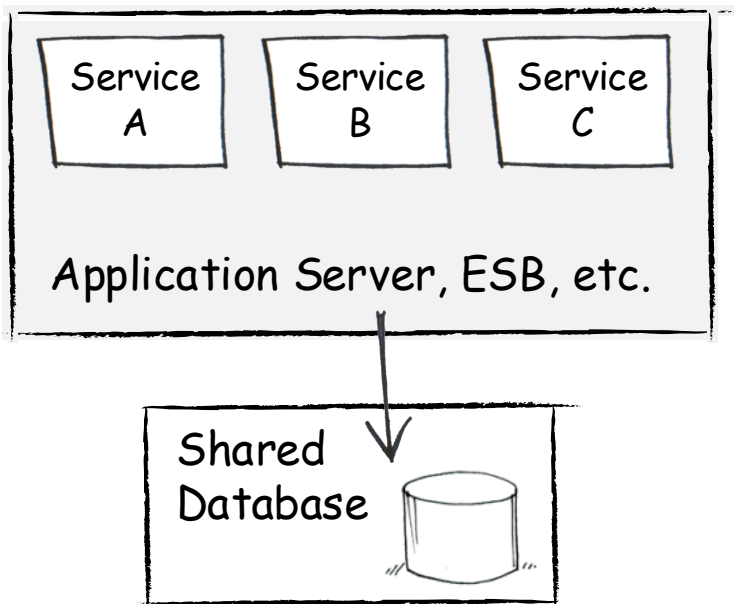 Service
A
Service
B
Service
C
Application Server, ESB, etc.
Shared
Database